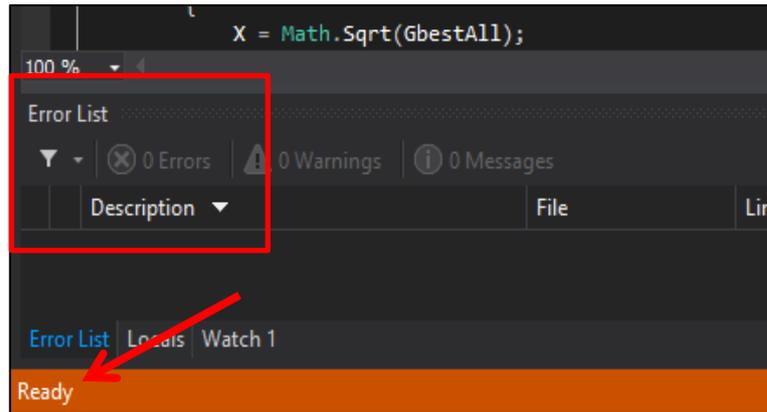 {
X = Math.Sqrt(GbestAll);
100 %
Error List
0 Errors 0 Warnings 0 Messages
Description File
Error List Locals Watch 1
Ready